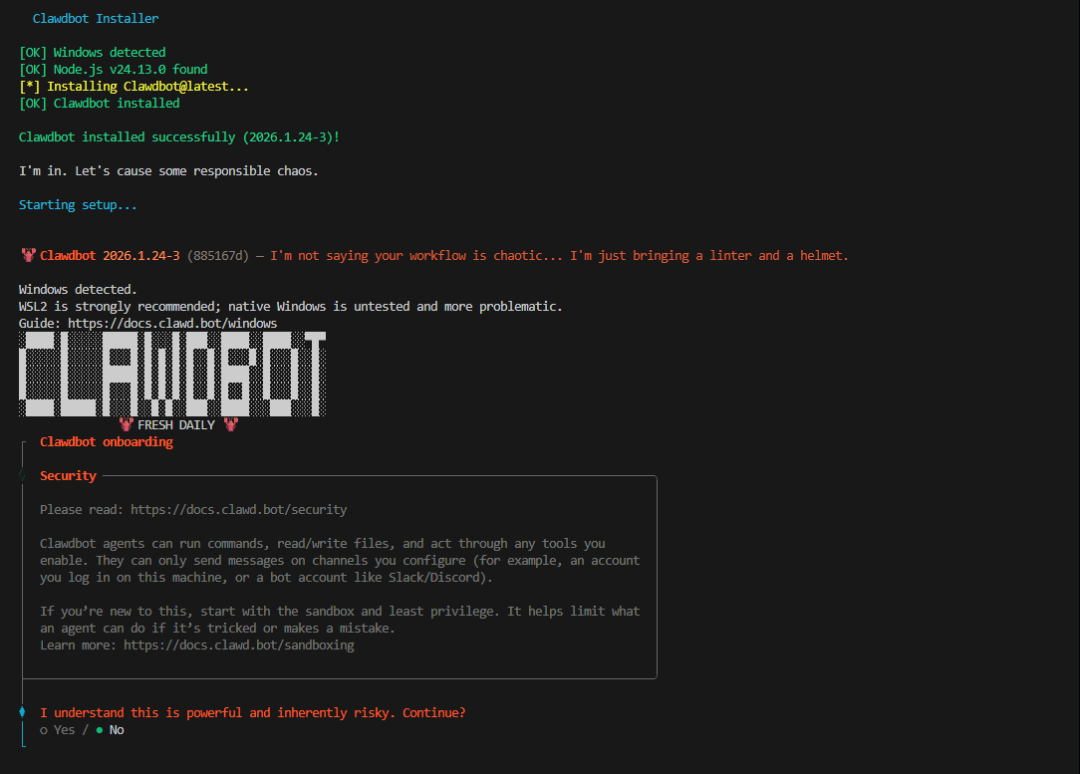 Clawdbot Installer
[OK] Windows detected
[OK] Node.js v24.13.0 found
[*] Installing Clawdbot@latest...
[OK] Clawdbot installed
Clawdbot installed successfully (2026.1.24-3)!
I'm in. Let's cause some responsible chaos.
Starting setup...
Clawdbot 2026.1.24-3 (885167d) — I'm not saying your workflow is chaotic... I'm just bringing a linter and a helmet.
Windows detected.
WSL2 is strongly recommended; native Windows is untested and more problematic.
Guide: https://docs.clawd.bot/windows
CLAWDBOT
FRESH DAILY
Clawdbot onboarding
Security
Please read: https://docs.clawd.bot/security
Clawdbot agents can run commands, read/write files, and act through any tools you
enable. They can only send messages on channels you configure (for example, an account
you log in on this machine, or a bot account like Slack/Discord).
If you’re new to this, start with the sandbox and least privilege. It helps limit what
an agent can do if it’s tricked or makes a mistake.
Learn more: https://docs.clawd.bot/sandboxing
I understand this is powerful and inherently risky. Continue?
○ Yes / ● No